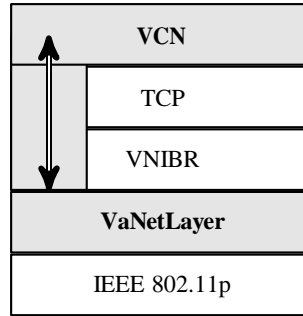 VCN
TCP
VNIBR
VaNetLayer
IEEE 802.11p